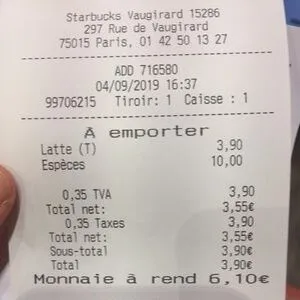 Starbucks Vaugirard 15286
297 Rue de Vaugirard
75015 Paris, 01 42 50 13 27
ADD 716580
04/09/2019 16:37
99706215 Tiroir: 1 Caisse : 1
A emporter
Latte (T) 3,90
Espèces 10,00
0,35 TVA 3,90
Total net: 3,55€
0,35 Taxes 3,90
Total net: 3,55€
Sous-total 3,90€
Total 3,90€
Monnaie à rend 6,10€